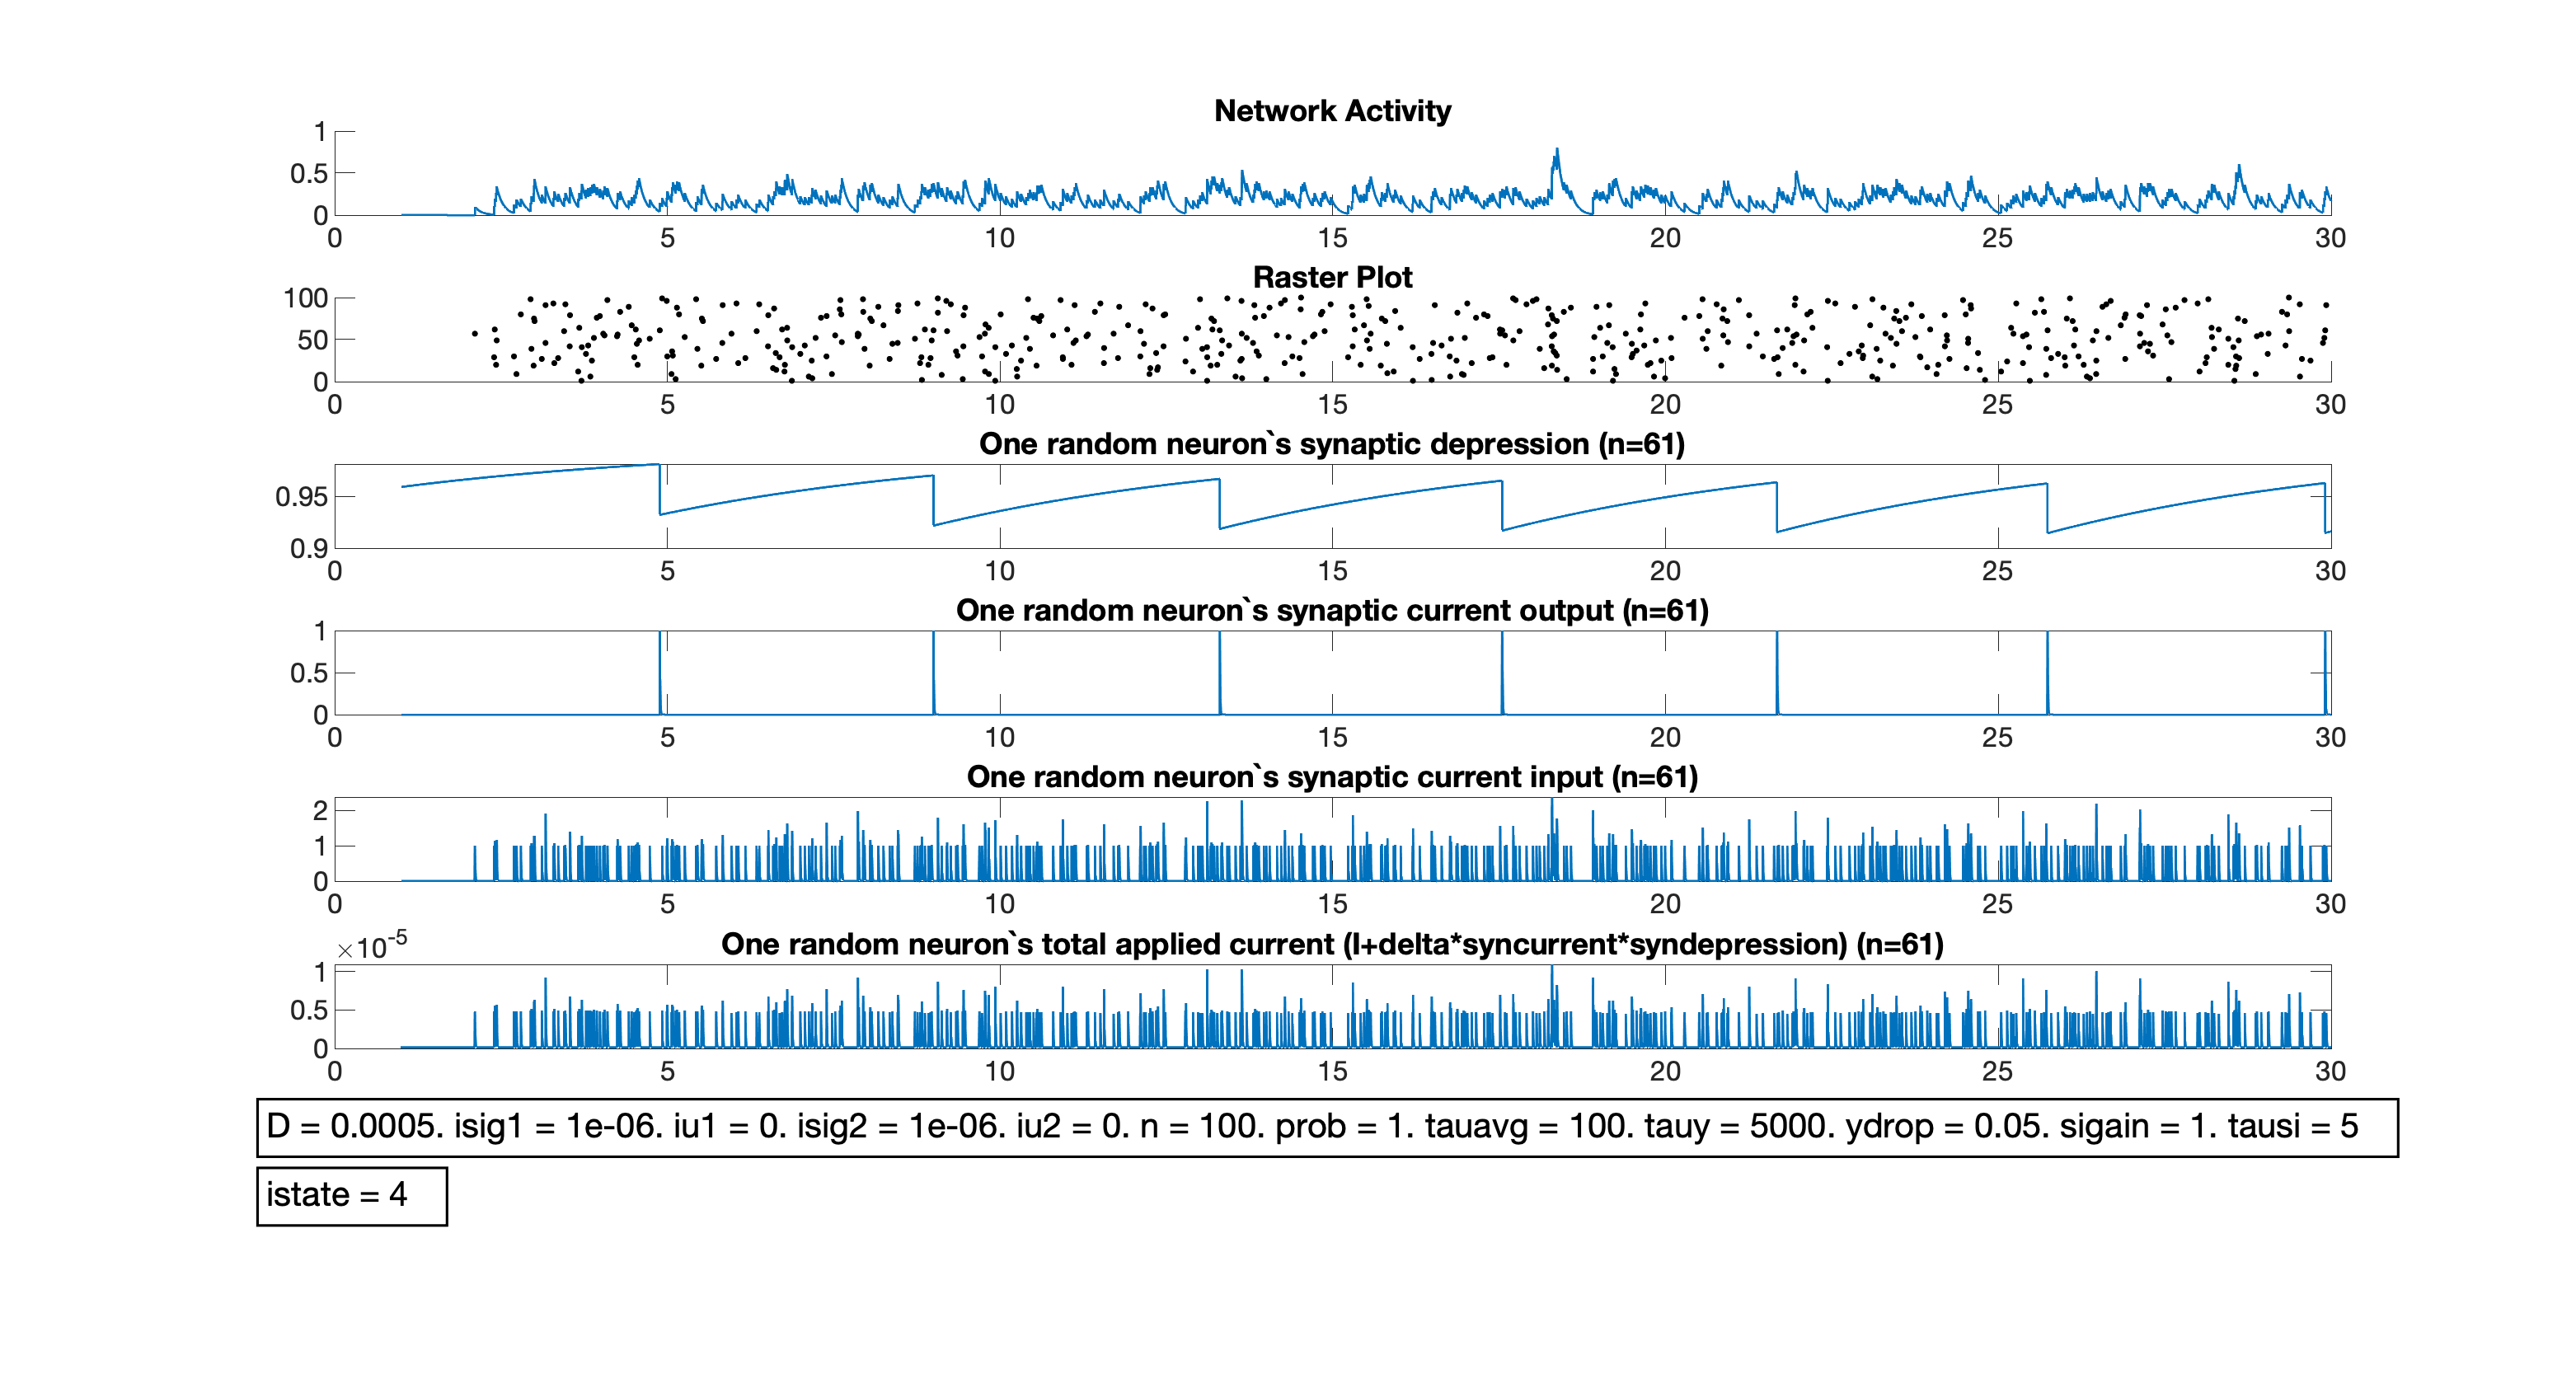 Network Activity
1
0.5
0
0 5 10 15 20 25 30
Raster Plot
100
50
0
0 5 10 15 20 25 30
One random neuron`s synaptic depression (n=61)
0.95
0.9
0 5 10 15 20 25 30
One random neuron`s synaptic current output (n=61)
1
0.5
0
0 5 10 15 20 25 30
One random neuron`s synaptic current input (n=61)
2
1
0
0 5 10 15 20 25 30
×10-5
One random neuron`s total applied current (I+delta*syncurrent*syndepression) (n=61)
1
0.5
0
0 5 10 15 20 25 30
D = 0.0005. isig1 = 1e-06. iu1 = 0. isig2 = 1e-06. iu2 = 0. n = 100. prob = 1. tauavg = 100. tauy = 5000. ydrop = 0.05. sigain = 1. tausi = 5
istate = 4